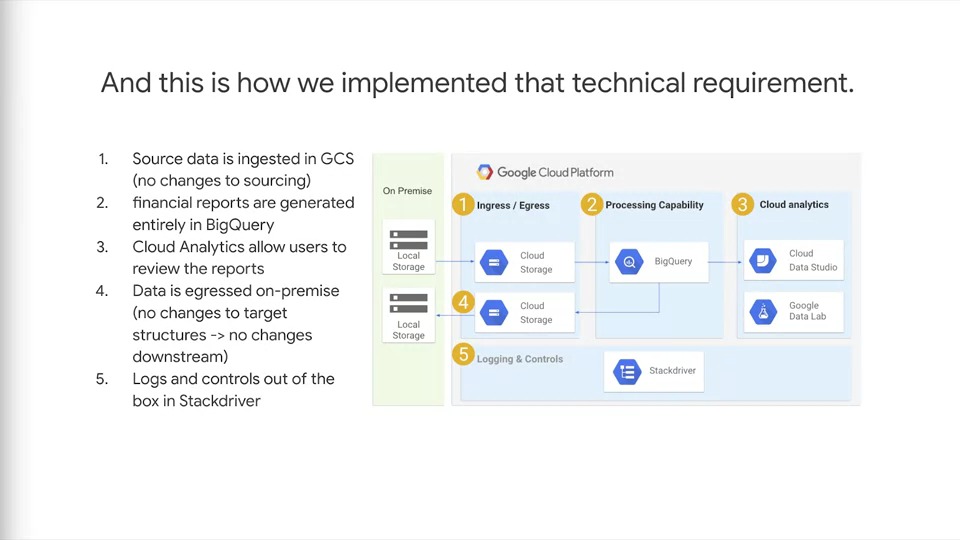 And this is how we implemented that technical requirement.
1. Source data is ingested in GCS
(no changes to sourcing)
2. financial reports are generated
entirely in BigQuery
3. Cloud Analytics allow users to
review the reports
4. Data is egressed on-premise
(no changes to target
structures -> no changes
downstream)
5. Logs and controls out of the
box in Stackdriver
On Premise
Local
Storage
Local
Storage
Google Cloud Platform
1 Ingress / Egress
Cloud
Storage
4
Cloud
Storage
2 Processing Capability
BigQuery
3 Cloud analytics
Cloud
Data Studio
Google
Data Lab
5 Logging & Controls
Stackdriver